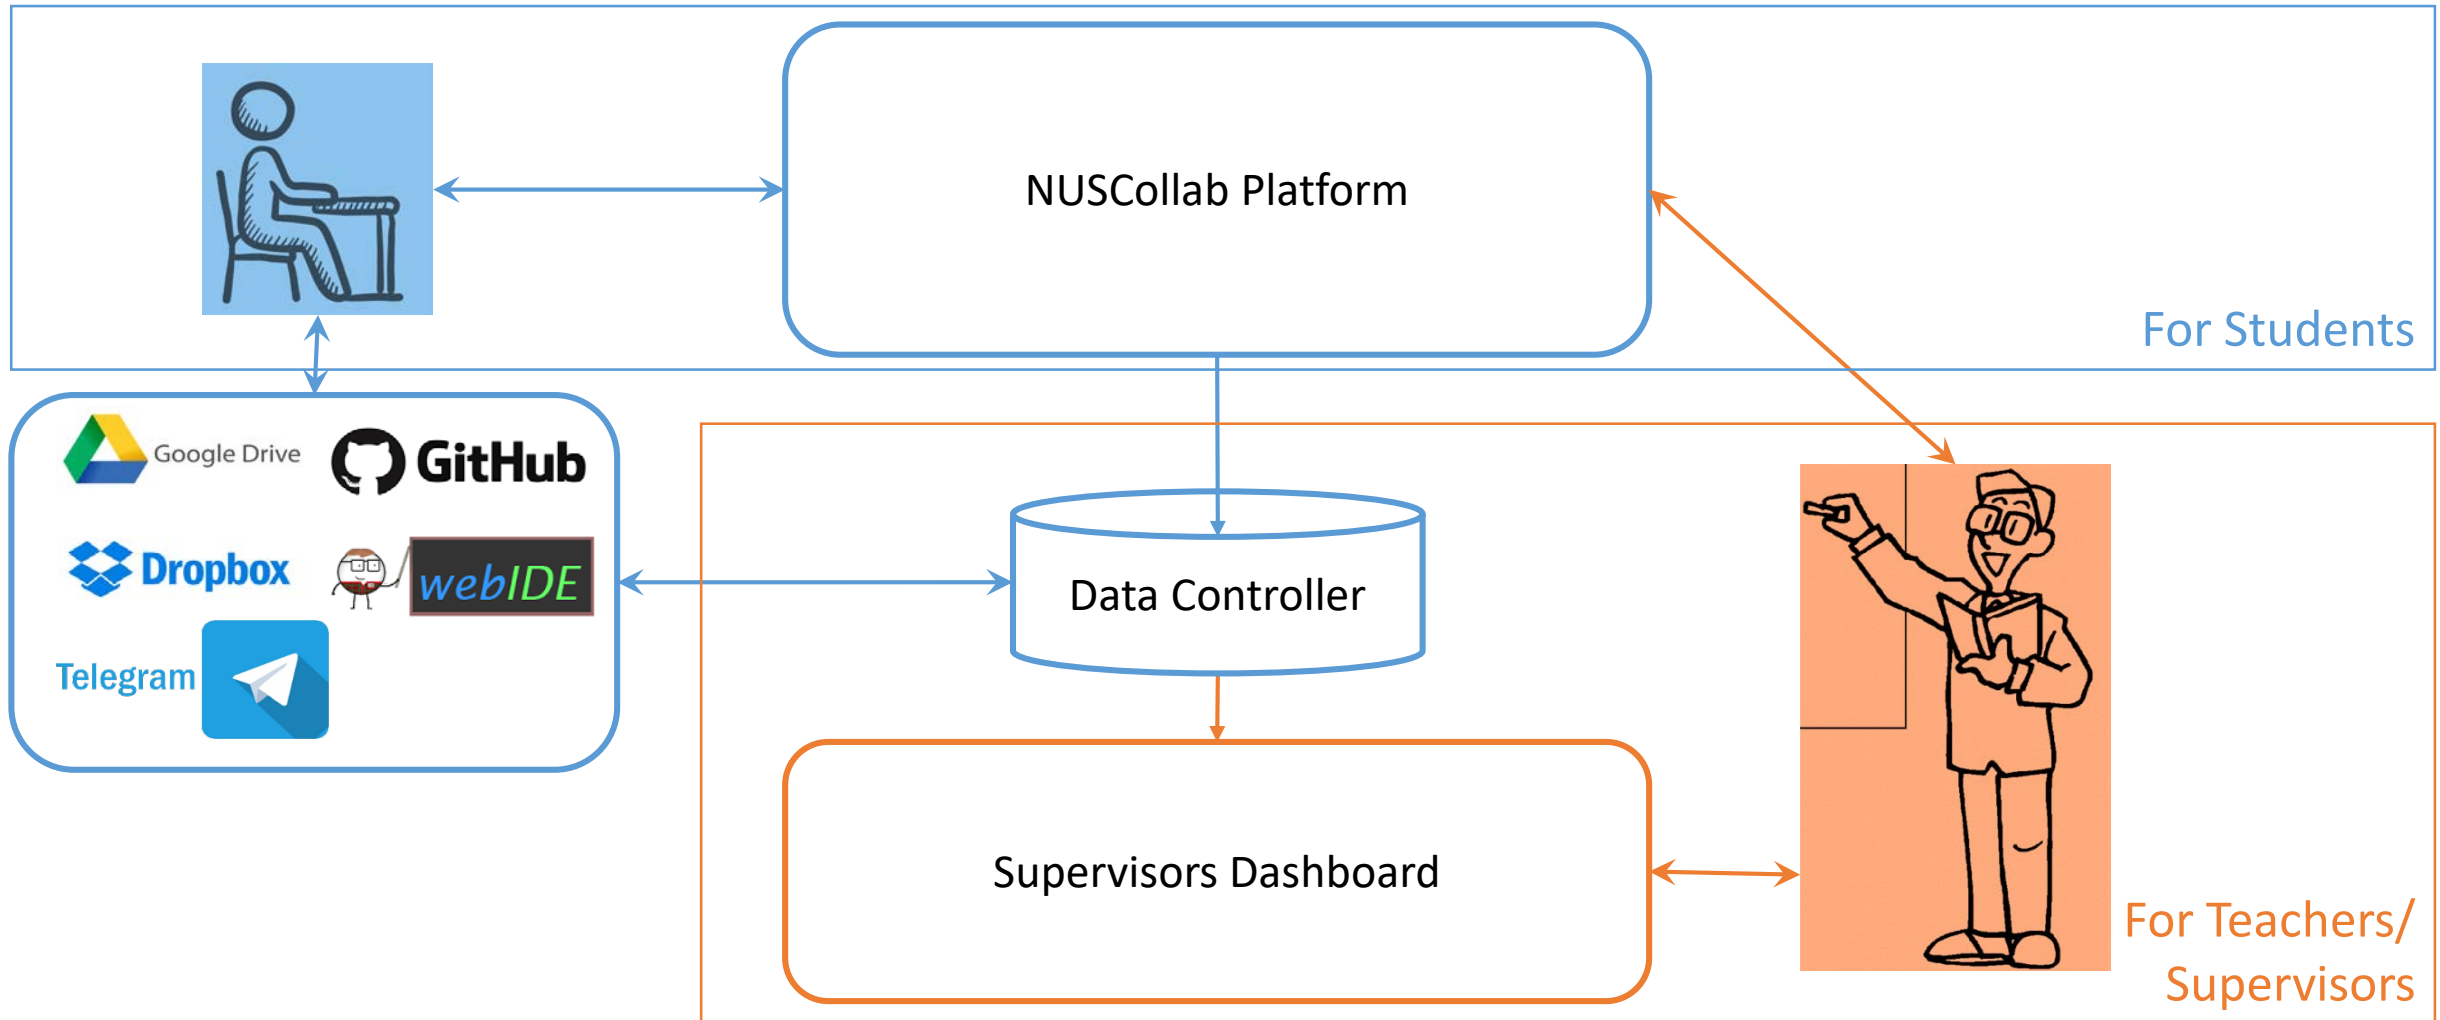 NUSCollab Platform
For Students
Google Drive
GitHub
Dropbox
webIDE
Telegram
Data Controller
Supervisors Dashboard
For Teachers/
Supervisors